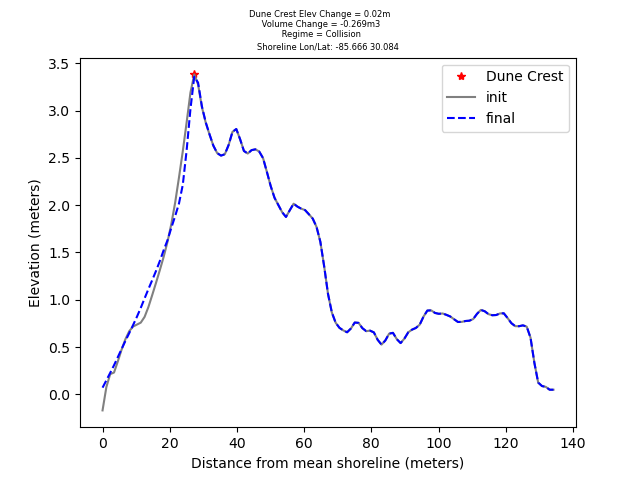 Dune Crest Elev Change = 0.02m
Volume Change = -0.269m3
Regime = Collision
Shoreline Lon/Lat: -85.666 30.084
Dune Crest
init
final
3.5
3.0
2.5
2.0
1.5
1.0
0.5
0.0
Elevation (meters)
0 20 40 60 80 100 120 140
Distance from mean shoreline (meters)